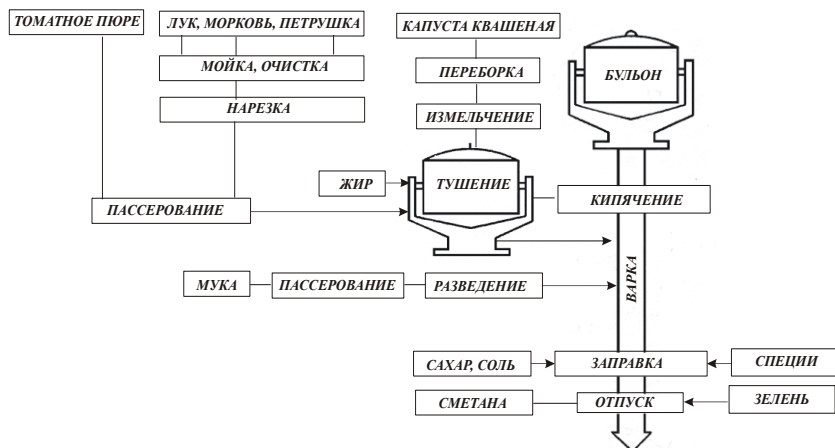 ТОМАТНОЕ ПЮРЕ
ЛУК, МОРКОВЬ, ПЕТРУШКА
КАПУСТА КВАШЕНАЯ
МОЙКА, ОЧИСТКА
ПЕРЕБОРКА
БУЛЬОН
НАРЕЗКА
ИЗМЕЛЬЧЕНИЕ
ЖИР
ТУШЕНИЕ
ПАССЕРОВАНИЕ
КИПЯЧЕНИЕ
ВАРКА
МУКА
ПАССЕРОВАНИЕ
РАЗВЕДЕНИЕ
САХАР, СОЛЬ
ЗАПРАВКА
СПЕЦИИ
СМЕТАНА
ОТПУСК
ЗЕЛЕНЬ